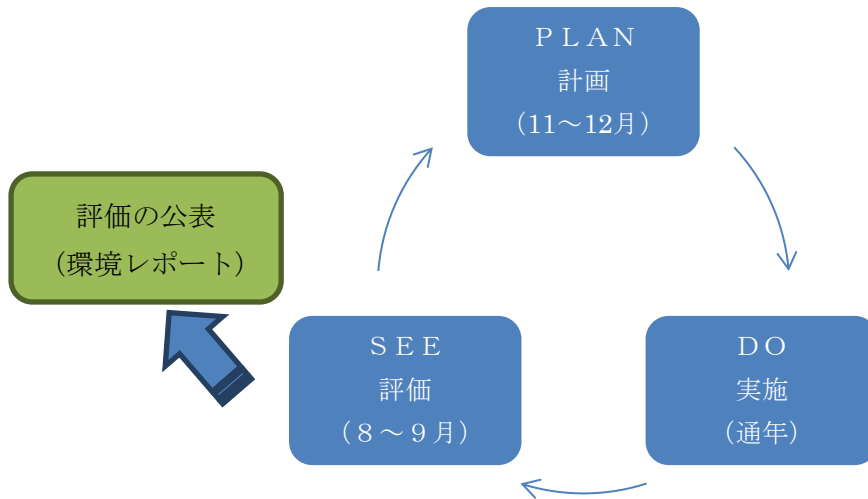 ＰＬＡＮ
計画
（11～12月）
評価の公表
（環境レポート）
ＳＥＥ
評価
（８～９月）
ＤＯ
実施
（通年）